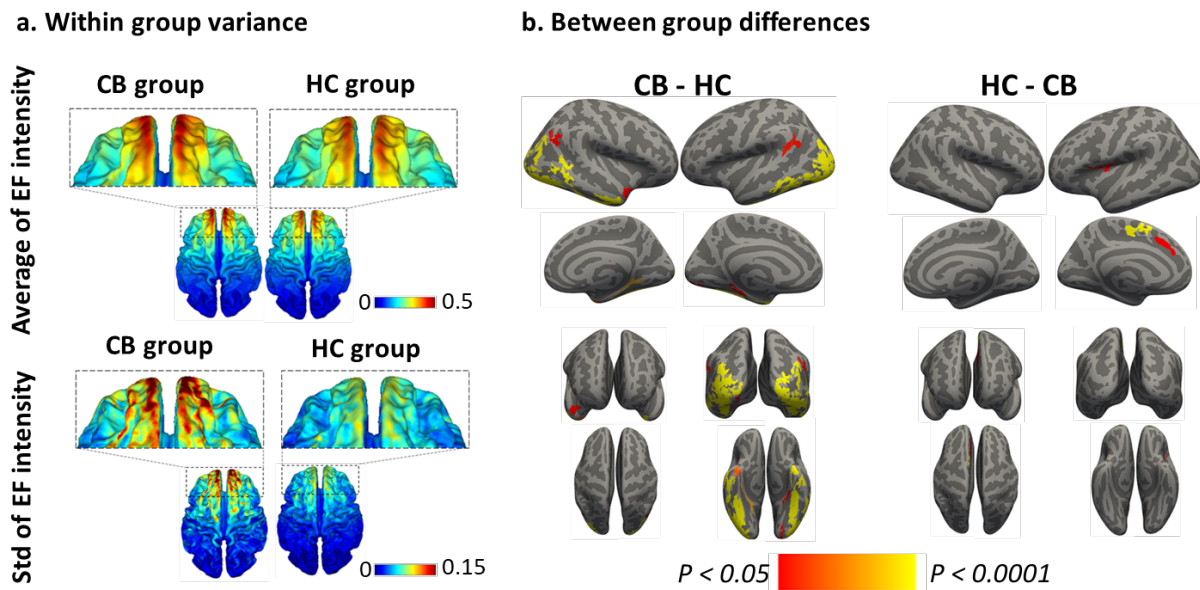 a. Within group variance
b. Between group differences
CB group
HC group
CB - HC
HC - CB
Average of EF intensity
0
0.5
CB group
HC group
Std of EF intensity
0
0.15
P < 0.05
P < 0.0001